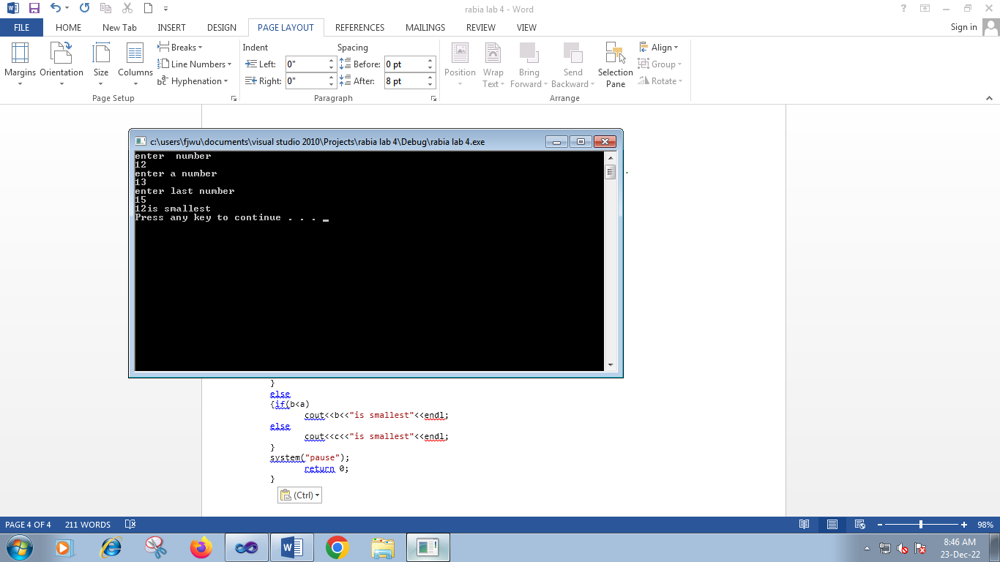 rabia lab 4 - Word
FILE HOME New Tab INSERT DESIGN PAGE LAYOUT REFERENCES MAILINGS REVIEW VIEW Sign in
Margins Orientation Size Columns
Breaks
Line Numbers
Hyphenation
Page Setup
Indent Spacing
Left: 0" Before: 0 pt
Right: 0" After: 8 pt
Paragraph
Position Wrap Text Bring Forward Send Backward Selection Pane
Align
Group
Rotate
Arrange
c:\users\fjwu\documents\visual studio 2010\Projects\rabia lab 4\Debug\rabia lab 4.exe
enter  number
12
enter a number
13
enter last number
15
12is smallest
Press any key to continue . . . _
}
else
{if(b<a)
cout<<b<<"is smallest"<<endl;
else
cout<<c<<"is smallest"<<endl;
}
system("pause");
return 0;
}
(Ctrl)
PAGE 4 OF 4 211 WORDS 98%
8:46 AM
23-Dec-22